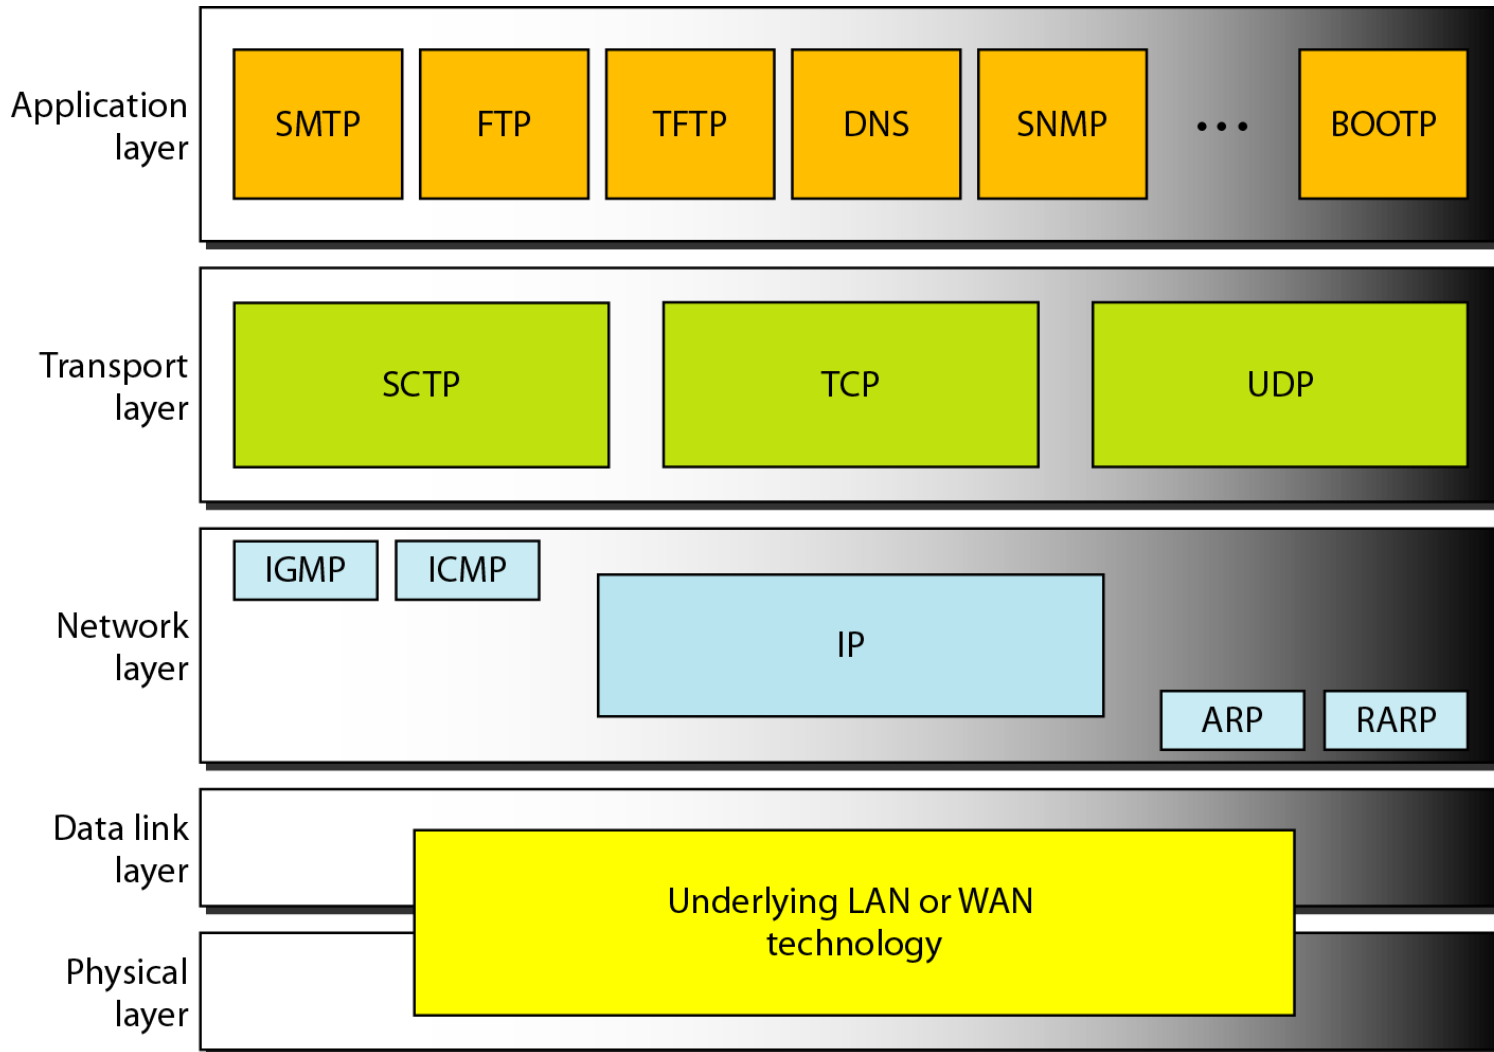 Application
layer
SMTP
FTP
TFTP
DNS
SNMP
...
BOOTP
Transport
layer
SCTP
TCP
UDP
Network
layer
IGMP
ICMP
IP
ARP
RARP
Data link
layer
Underlying LAN or WAN
technology
Physical
layer